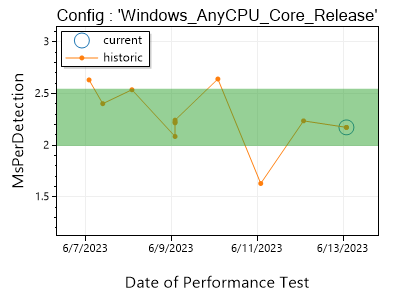 Config : 'Windows_AnyCPU_Core_Release'
current
historic
3
2.5
2
1.5
MsPerDetection
6/7/2023
6/9/2023
6/11/2023
6/13/2023
Date of Performance Test